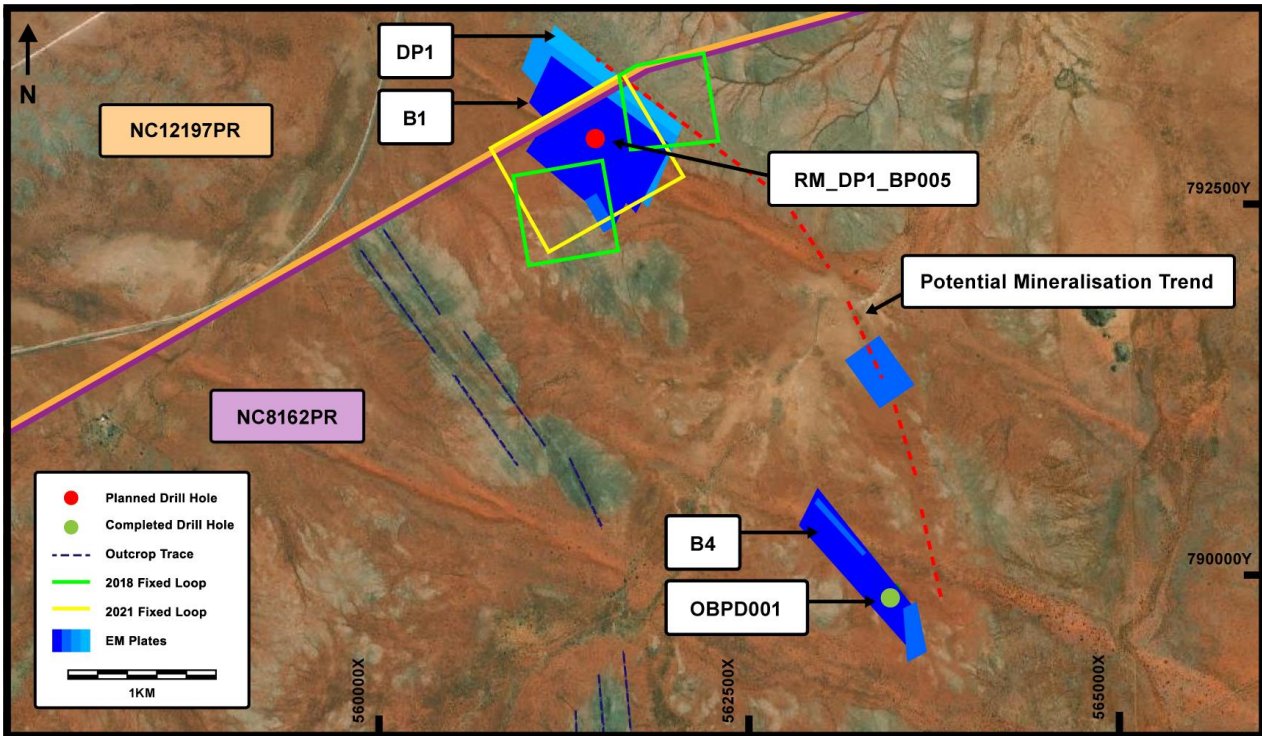 DP1
N
B1
NC12197PR
RM_DP1_BP005
792500Y
Potential Mineralisation Trend
NC8162PR
Planned Drill Hole
Completed Drill Hole
Outcrop Trace
2018 Fixed Loop
2021 Fixed Loop
EM Plates
1KM
B4
790000Y
OBPD001
560000X
562500X
565000X